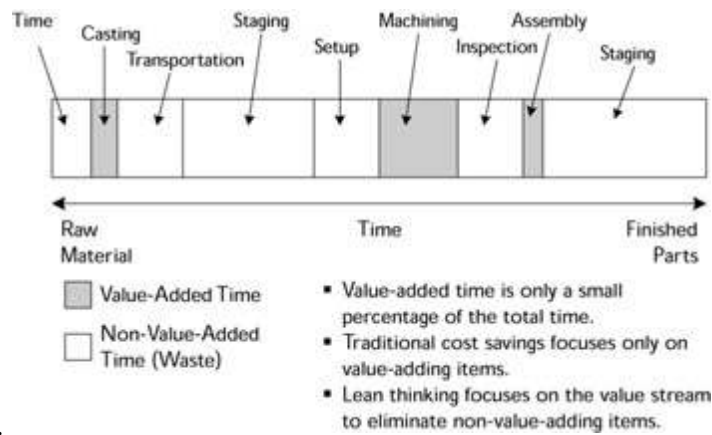 Time
Casting
Transportation
Staging
Setup
Machining
Inspection
Assembly
Staging
Raw
Material
Time
Finished
Parts
Value-Added Time
Non-Value-Added
Time (Waste)
▪ Value-added time is only a small
percentage of the total time.
▪ Traditional cost savings focuses only on
value-adding items.
▪ Lean thinking focuses on the value stream
to eliminate non-value-adding items.